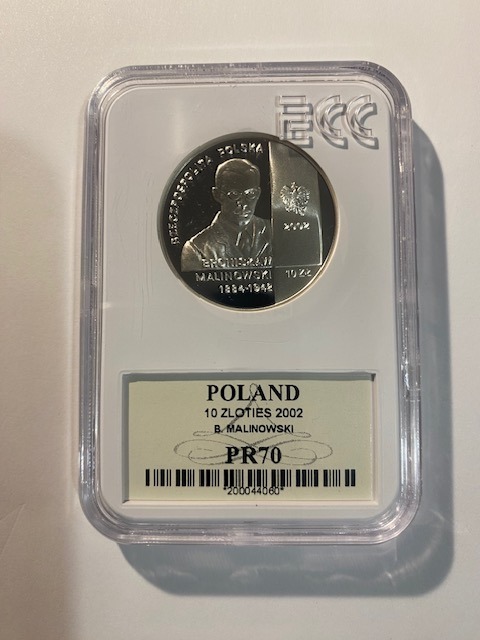 ECC
RZECZPOSPOLITA POLSKA
2002
BRONISŁAW
MALINOWSKI
1884-1942
10 ZŁ
POLAND
10 ZLOTIES 2002
B. MALINOWSKI
PR70
*200044060*